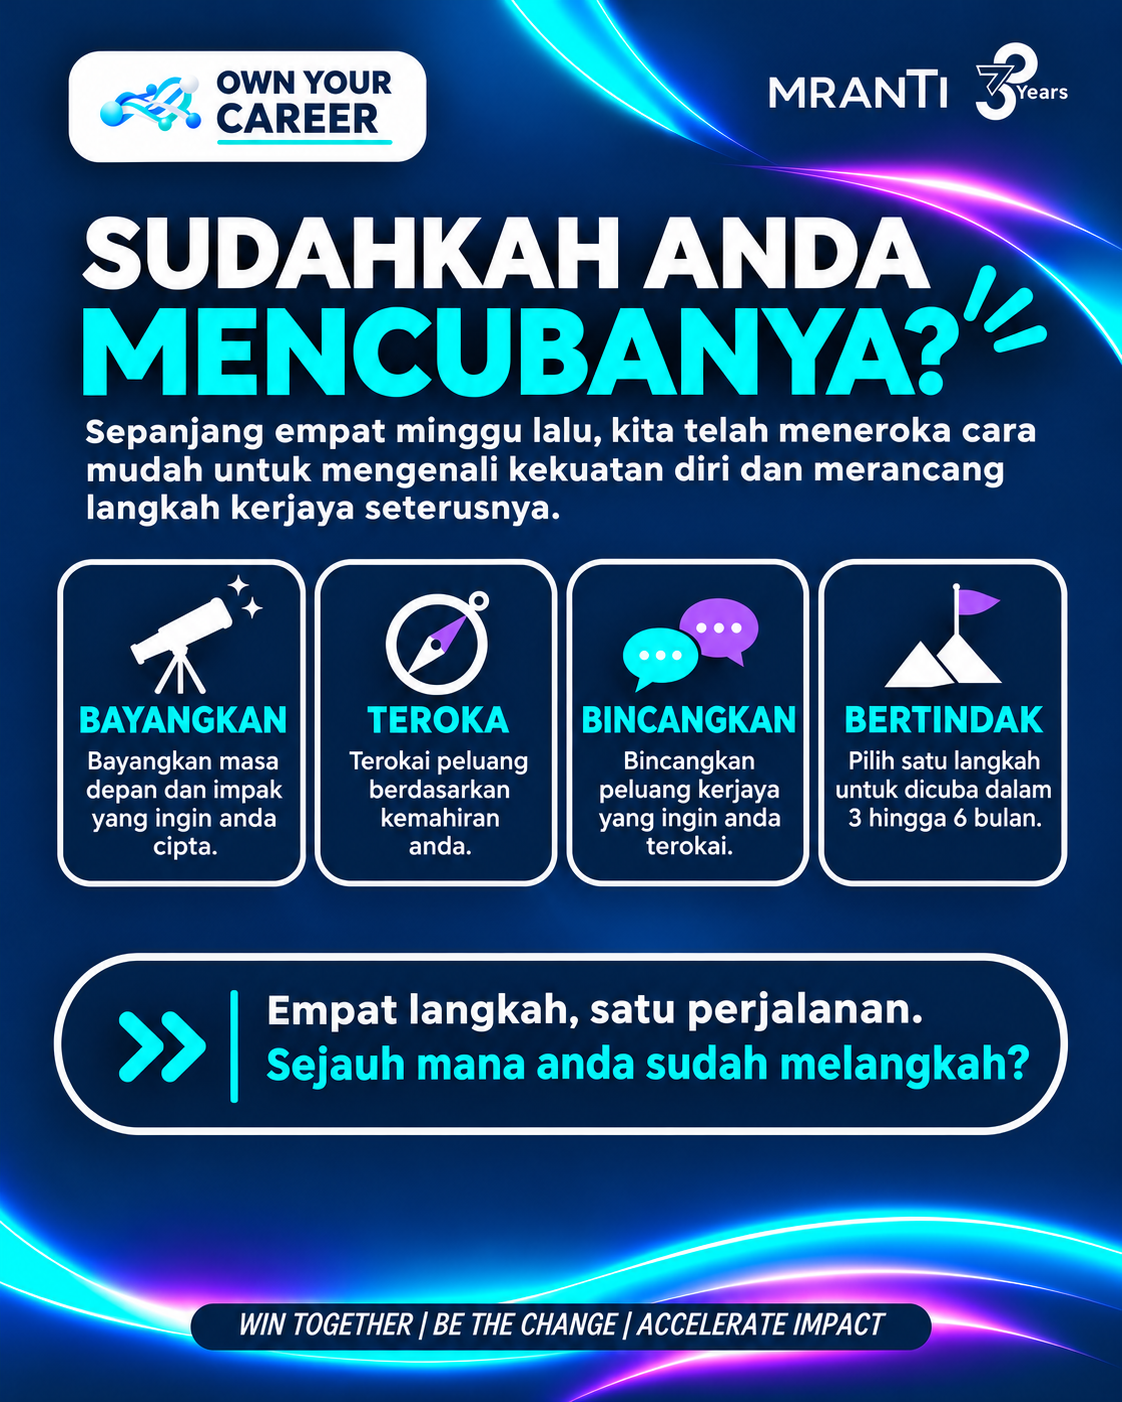 OWN YOUR
CAREER
MRANTI
38 Years
SUDAHKAH ANDA
MENCUBANYA?
Sepanjang empat minggu lalu, kita telah meneroka cara
mudah untuk mengenali kekuatan diri dan merancang
langkah kerjaya seterusnya.
BAYANGKAN
Bayangkan masa
depan dan impak
yang ingin anda
cipta.
TEROKA
Terokai peluang
berdasarkan
kemahiran
anda.
BINCANGKAN
Bincangkan
peluang kerjaya
yang ingin anda
terokai.
BERTINDAK
Pilih satu langkah
untuk dicuba dalam
3 hingga 6 bulan.
Empat langkah, satu perjalanan.
Sejauh mana anda sudah melangkah?
WIN TOGETHER | BE THE CHANGE | ACCELERATE IMPACT